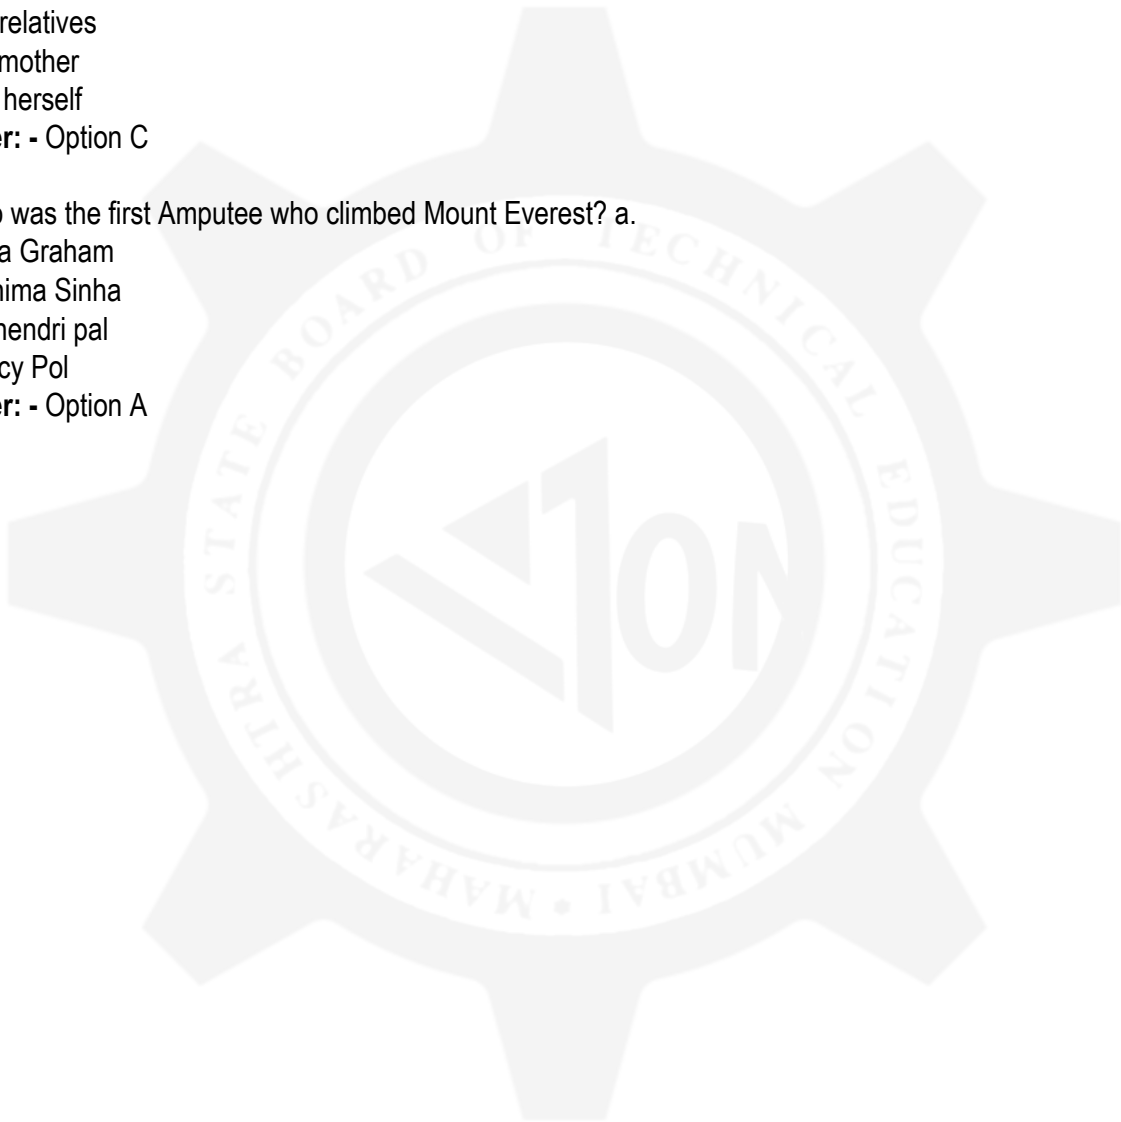 relatives
mother
herself
er: - Option C
o was the first Amputee who climbed Mount Everest? a.
a Graham
nima Sinha
hendri pal
cy Pol
er: - Option A
MAHARASHTRA STATE BOARD OF TECHNICAL EDUCATION MUMBAI •